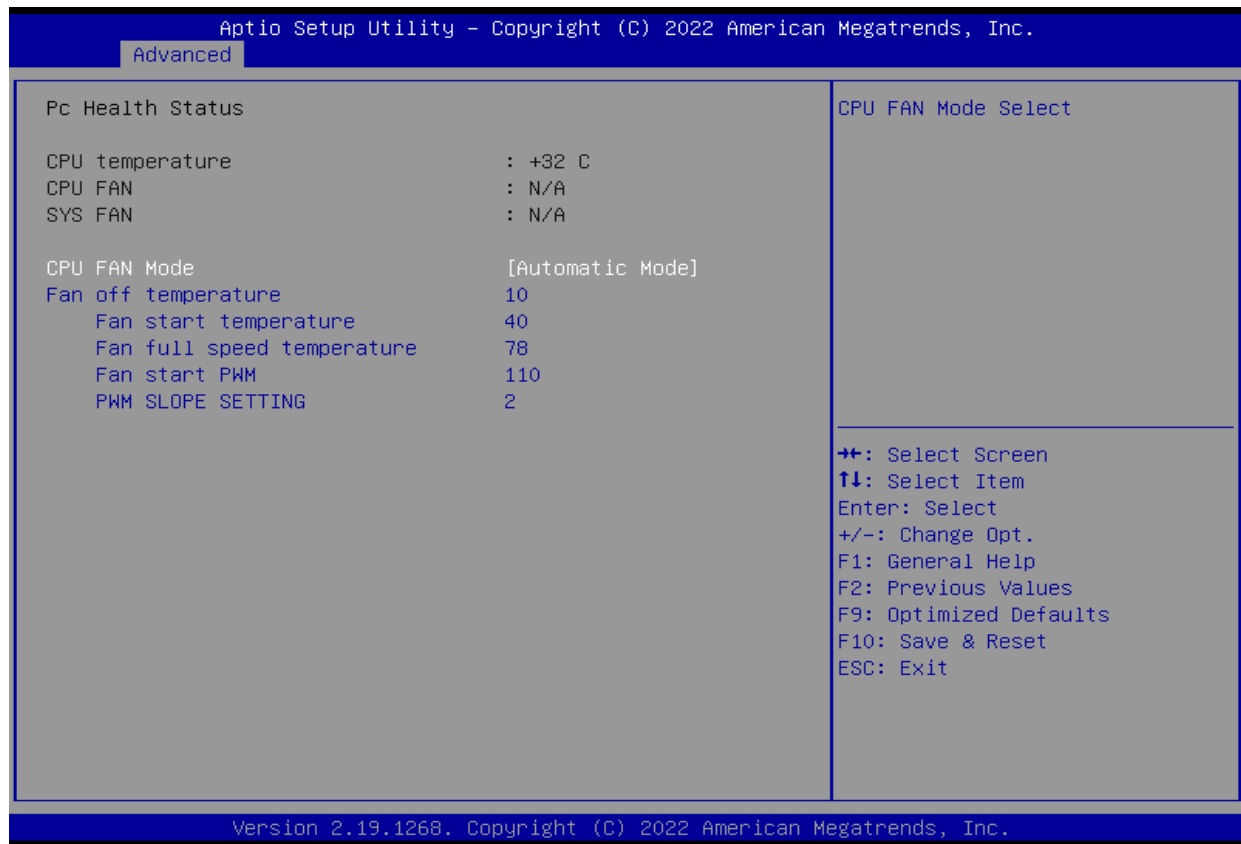 Aptio Setup Utility – Copyright (C) 2022 American Megatrends, Inc.
Advanced
Pc Health Status
CPU temperature : +32 C
CPU FAN : N/A
SYS FAN : N/A
CPU FAN Mode [Automatic Mode]
Fan off temperature 10
Fan start temperature 40
Fan full speed temperature 78
Fan start PWM 110
PWM SLOPE SETTING 2
CPU FAN Mode Select
→←: Select Screen
↑↓: Select Item
Enter: Select
+/-: Change Opt.
F1: General Help
F2: Previous Values
F9: Optimized Defaults
F10: Save & Reset
ESC: Exit
Version 2.19.1268. Copyright (C) 2022 American Megatrends, Inc.